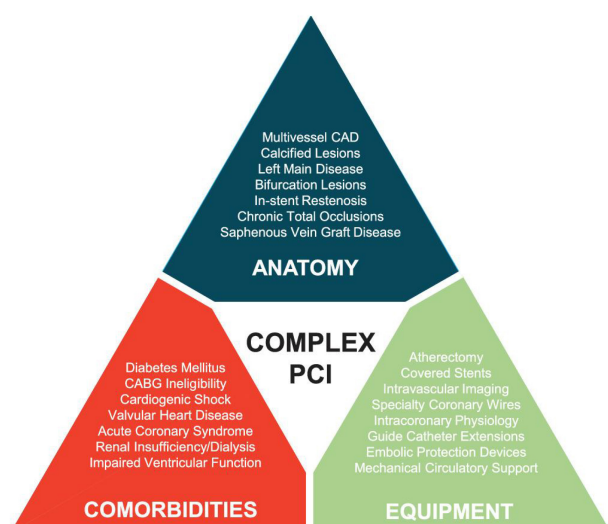 Multivessel CAD
Calcified Lesions
Left Main Disease
Bifurcation Lesions
In-stent Restenosis
Chronic Total Occlusions
Saphenous Vein Graft Disease
ANATOMY
COMPLEX
PCI
Diabetes Mellitus
CABG Ineligibility
Cardiogenic Shock
Valvular Heart Disease
Acute Coronary Syndrome
Renal Insufficiency/Dialysis
Impaired Ventricular Function
COMORBIDITIES
Atherectomy
Covered Stents
Intravascular Imaging
Specialty Coronary Wires
Intracoronary Physiology
Guide Catheter Extensions
Embolic Protection Devices
Mechanical Circulatory Support
EQUIPMENT